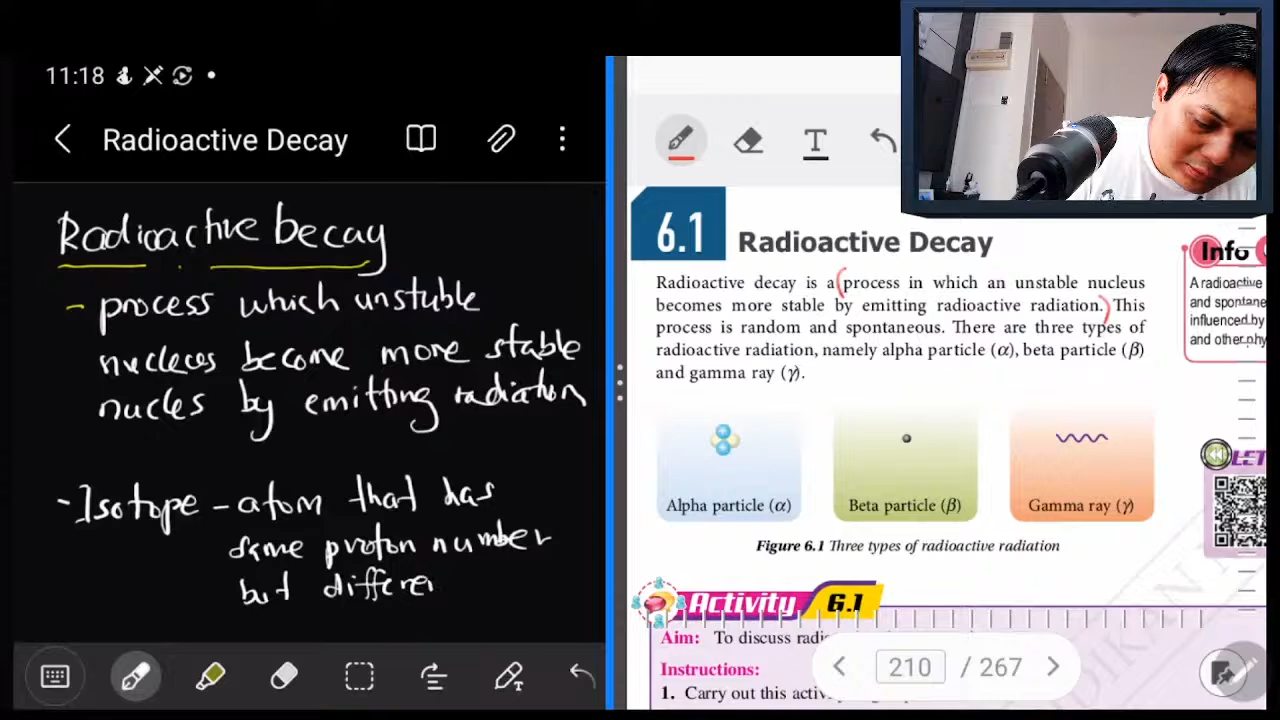 11:18
Radioactive Decay
Radioactive Decay
- process which unstable
nucleus become more stable
nucles by emitting radiation
- Isotope - atom that has
same proton number
but differe
T
6.1 Radioactive Decay
Radioactive decay is a process in which an unstable nucleus
becomes more stable by emitting radioactive radiation. This
process is random and spontaneous. There are three types of
radioactive radiation, namely alpha particle (α), beta particle (β)
and gamma ray (γ).
Info
A radioactive
and spontane
influenced by
and other phy
Alpha particle (α)
Beta particle (β)
Gamma ray (γ)
Figure 6.1 Three types of radioactive radiation
LET
Activity 6.1
Aim: To discuss radi
Instructions:
1. Carry out this activ
210 / 267